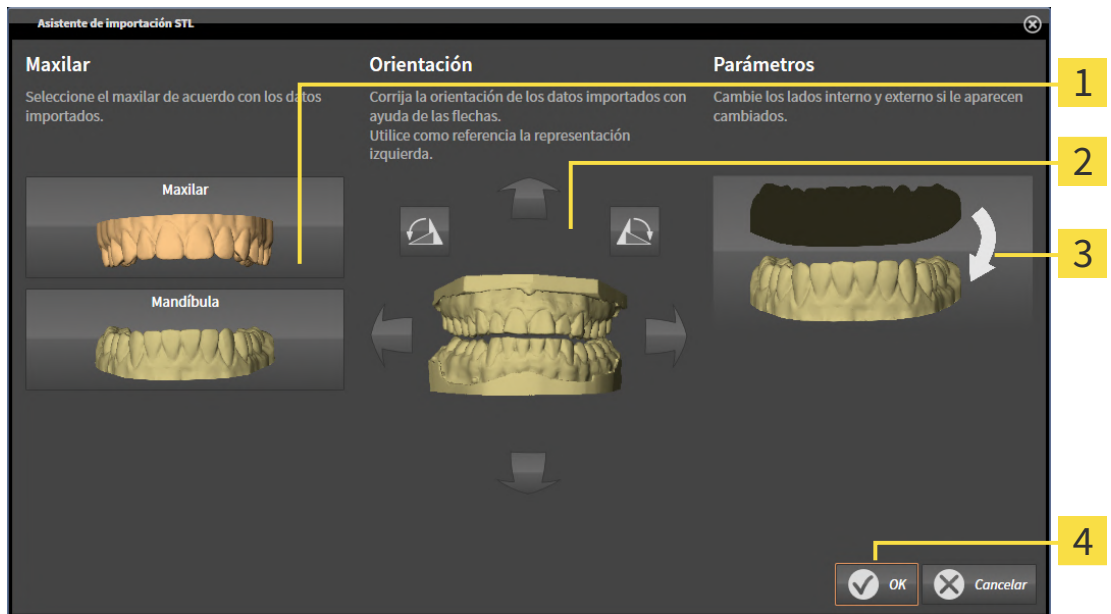 Asistente de importación STL
Maxilar
Seleccione el maxilar de acuerdo con los datos
importados.
Maxilar
Mandíbula
Orientación
Corrija la orientación de los datos importados con
ayuda de las flechas.
Utilice como referencia la representación
izquierda.
Parámetros
Cambie los lados interno y externo si le aparecen
cambiados.
OK
Cancelar
1
2
3
4